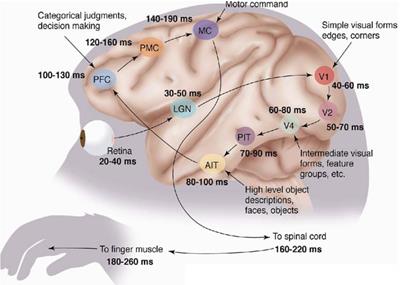 Categorical judgments,
decision making
140-190 ms
Motor command
MC
120-160 ms
PMC
Simple visual forms
edges, corners
100-130 ms
PFC
30-50 ms
LGN
V1
40-60 ms
60-80 ms
V2
V4
50-70 ms
PIT
70-90 ms
Retina
20-40 ms
AIT
80-100 ms
Intermediate visual
forms, feature
groups, etc.
High level object
descriptions,
faces, objects
To spinal cord
160-220 ms
To finger muscle
180-260 ms